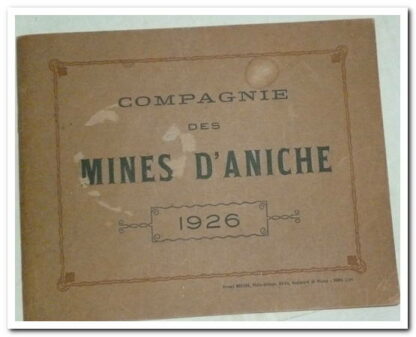 COMPAGNIE
DES
MINES D'ANICHE
1926